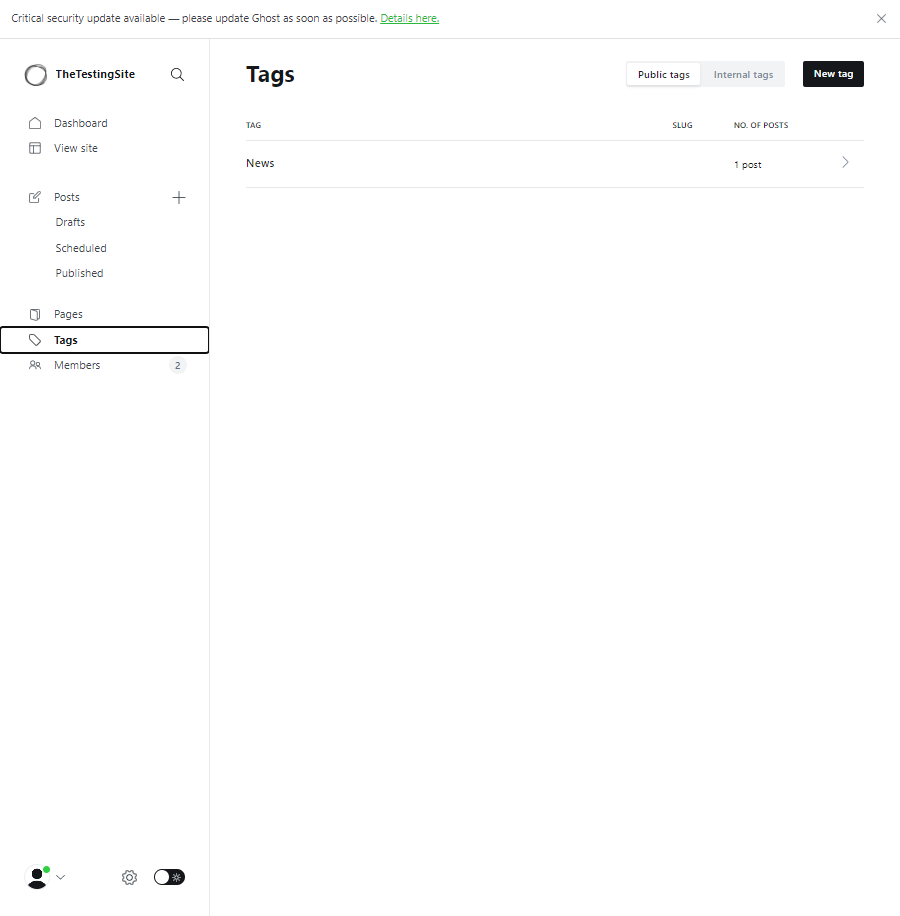 Critical security update available — please update Ghost as soon as possible. Details here.
TheTestingSite
Dashboard
View site
Posts
Drafts
Scheduled
Published
Pages
Tags
Members 2
Tags
Public tags Internal tags New tag
TAG SLUG NO. OF POSTS
News 1 post